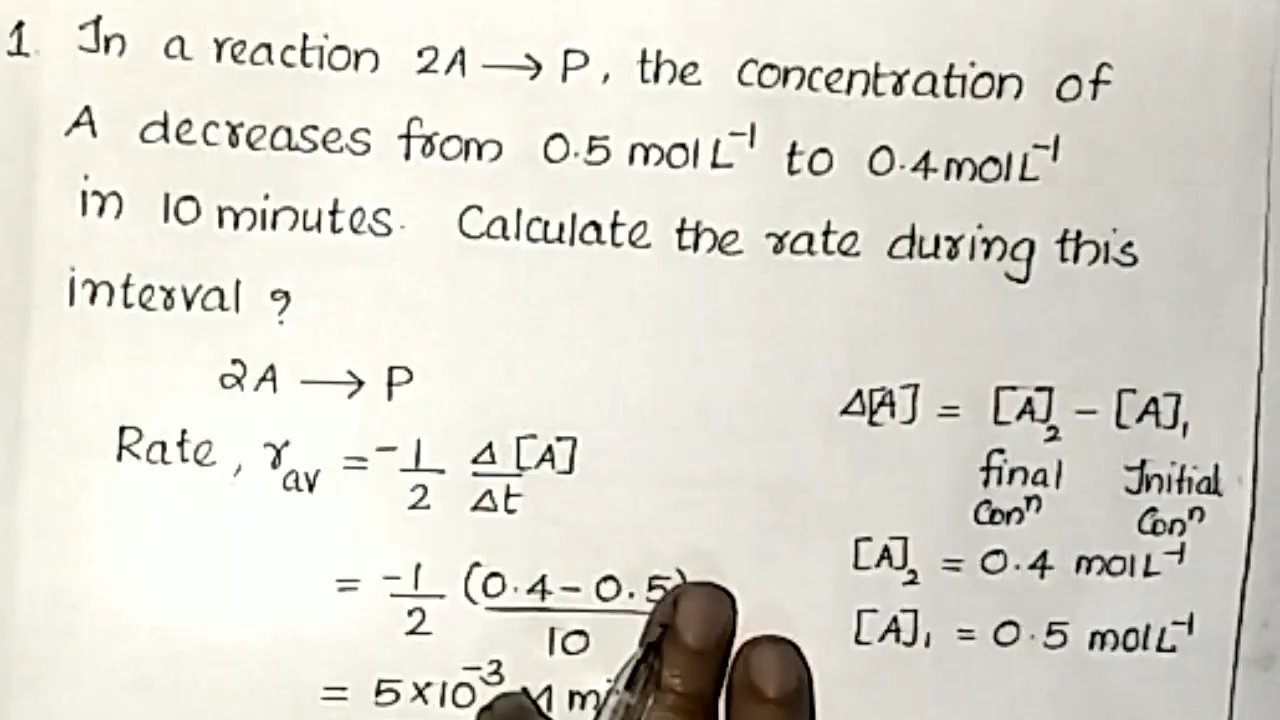 1. In a reaction 2A → P, the concentration of
A decreases from 0.5 mol L⁻¹ to 0.4 mol L⁻¹
in 10 minutes. Calculate the rate during this
interval ?
2A → P
Rate, r_av = -1/2 Δ[A]/Δt
= -1/2 (0.4 - 0.5)/10
= 5×10⁻³ M
Δ[A] = [A]₂ - [A]₁
final Initial
Conⁿ Conⁿ
[A]₂ = 0.4 mol L⁻¹
[A]₁ = 0.5 mol L⁻¹